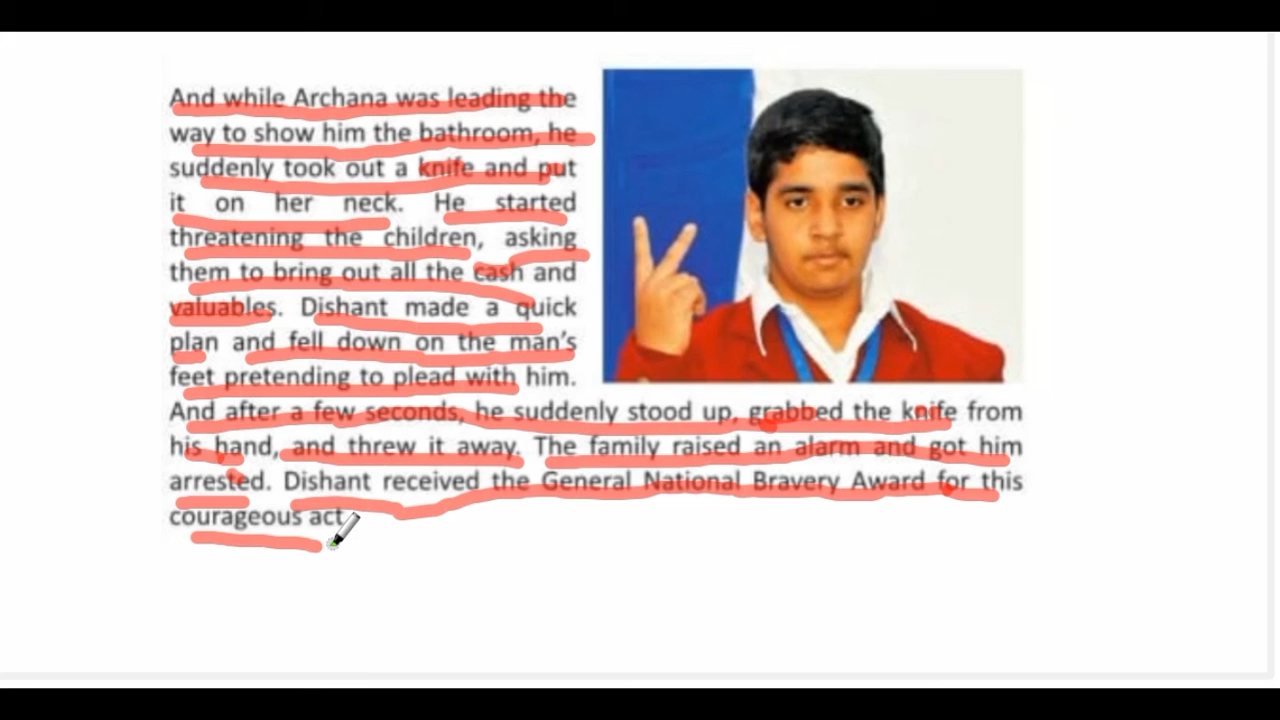 And while Archana was leading the
way to show him the bathroom, he
suddenly took out a knife and put
it on her neck. He started
threatening the children, asking
them to bring out all the cash and
valuables. Dishant made a quick
plan and fell down on the man's
feet pretending to plead with him.
And after a few seconds, he suddenly stood up, grabbed the knife from
his hand, and threw it away. The family raised an alarm and got him
arrested. Dishant received the General National Bravery Award for this
courageous act